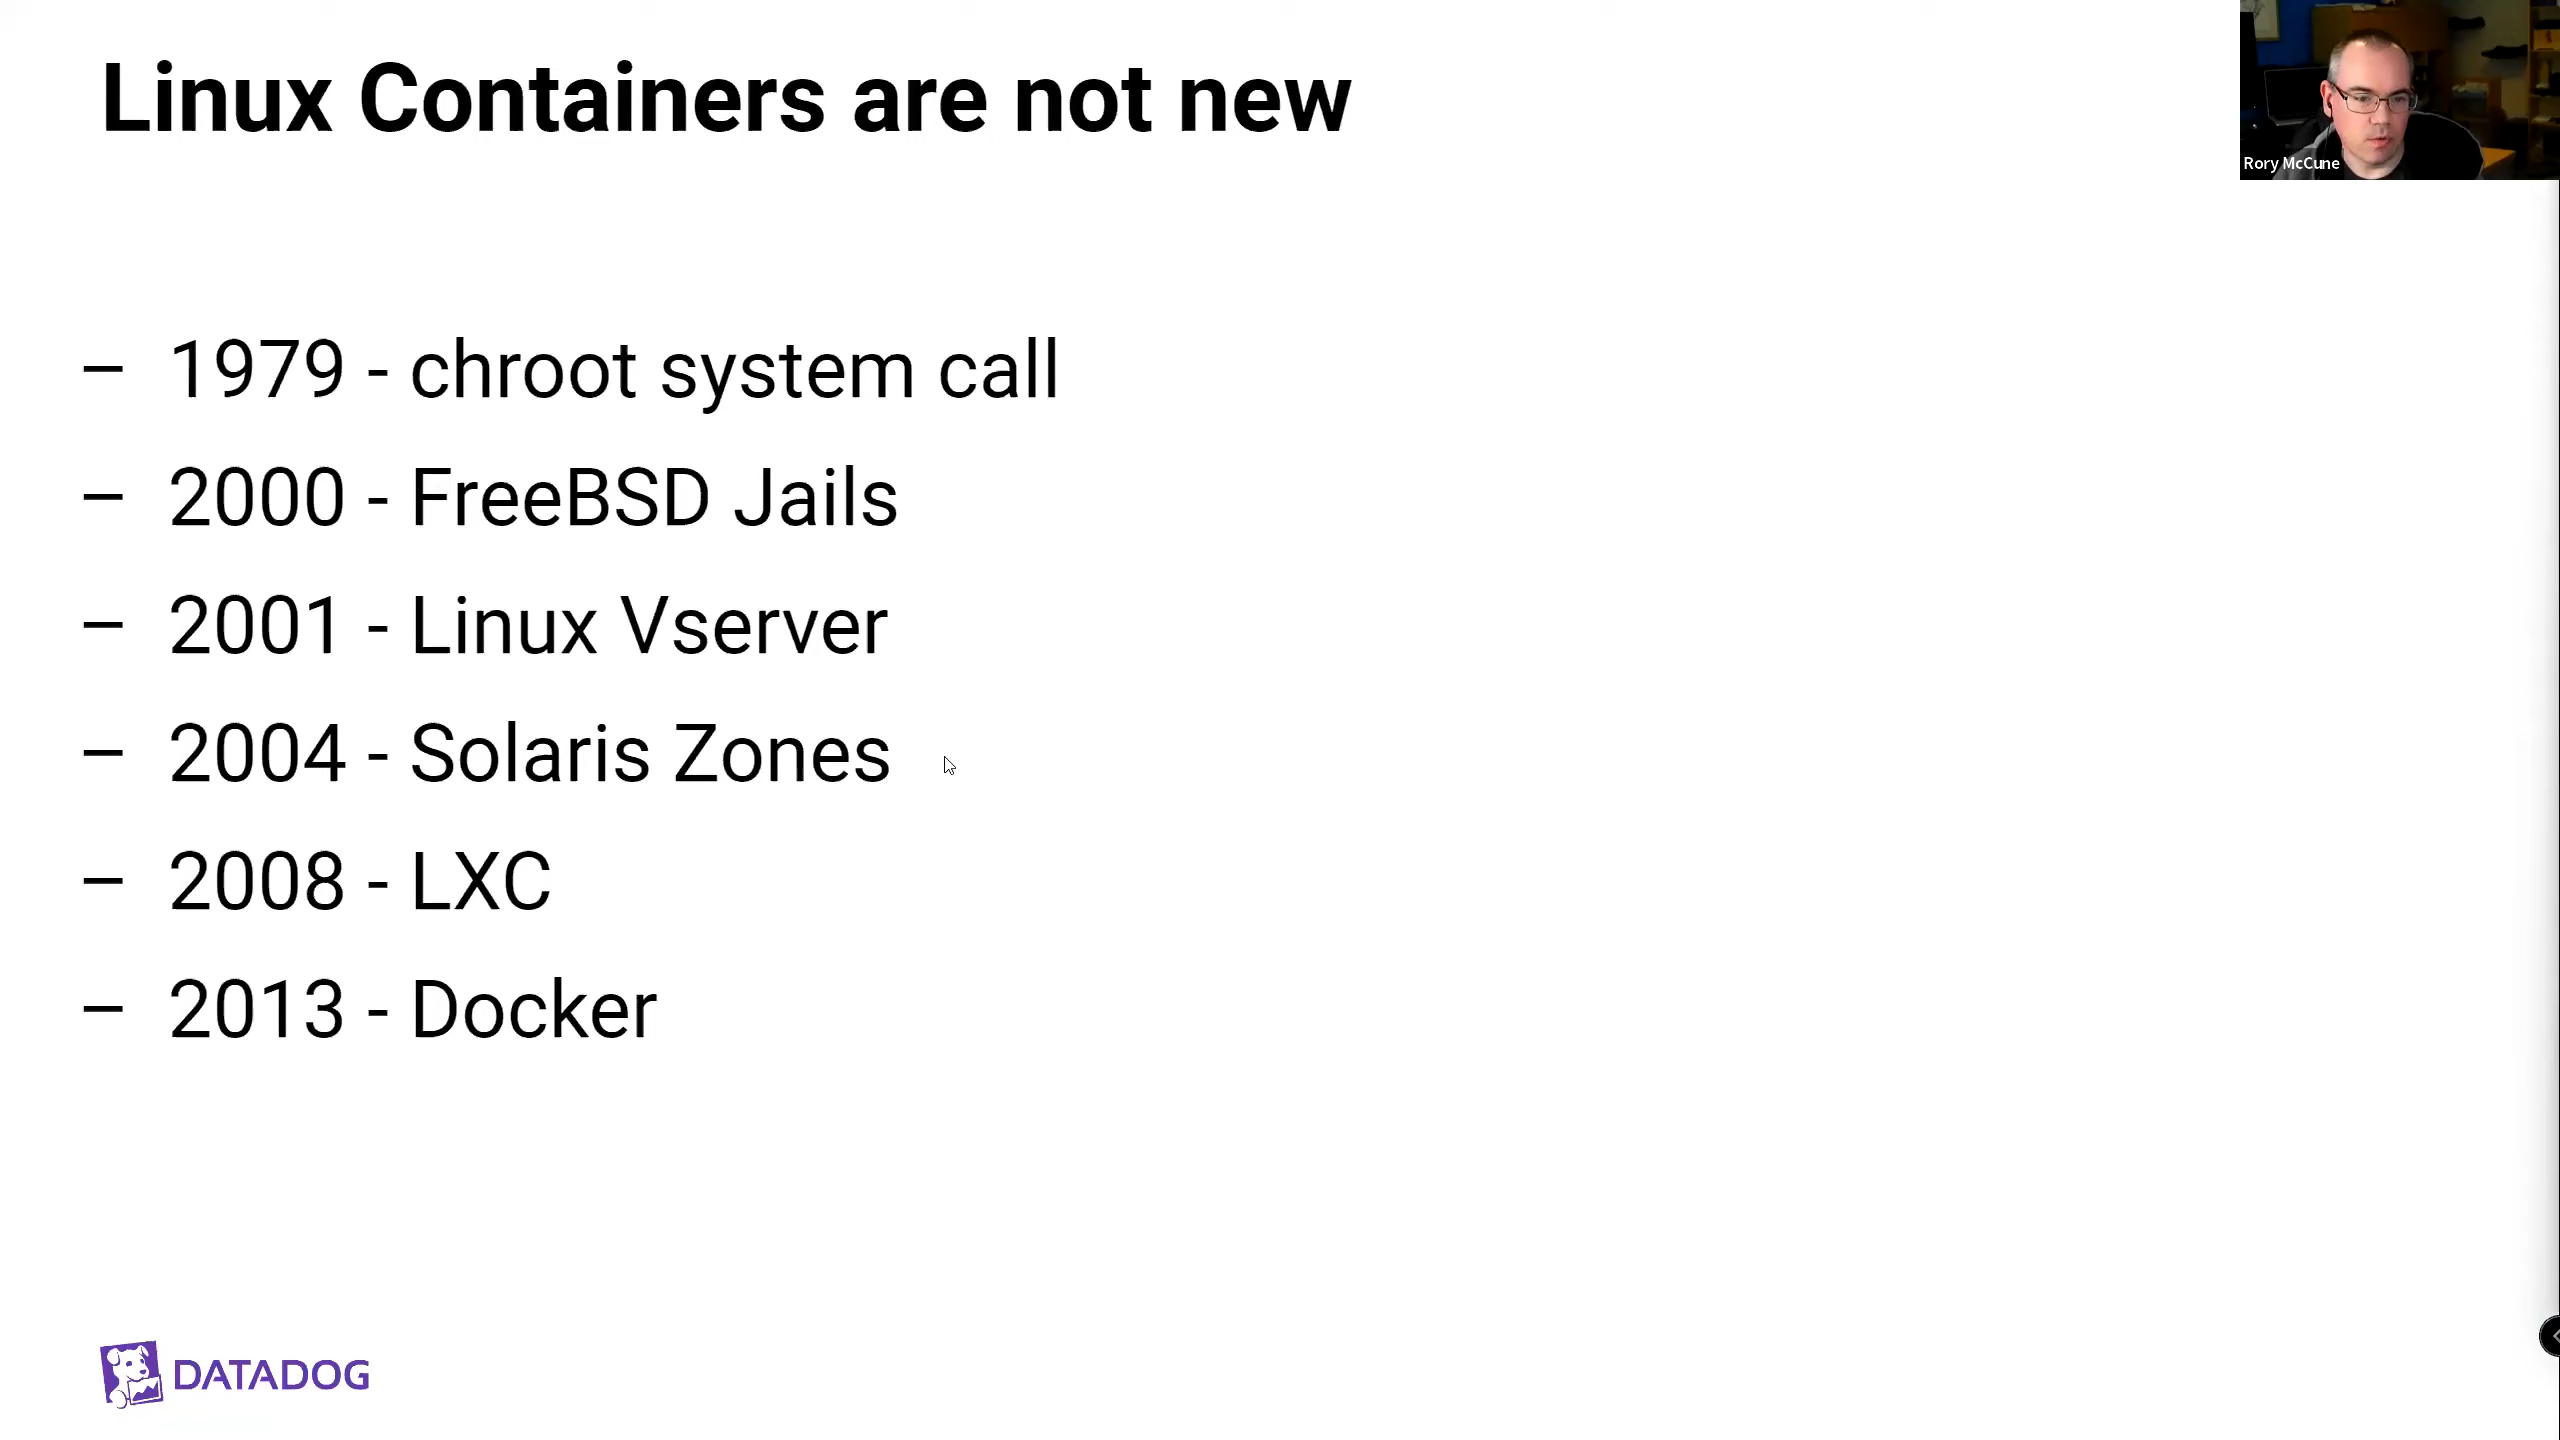 Linux Containers are not new
Rory McCune
– 1979 - chroot system call
– 2000 - FreeBSD Jails
– 2001 - Linux Vserver
– 2004 - Solaris Zones
– 2008 - LXC
– 2013 - Docker
DATADOG